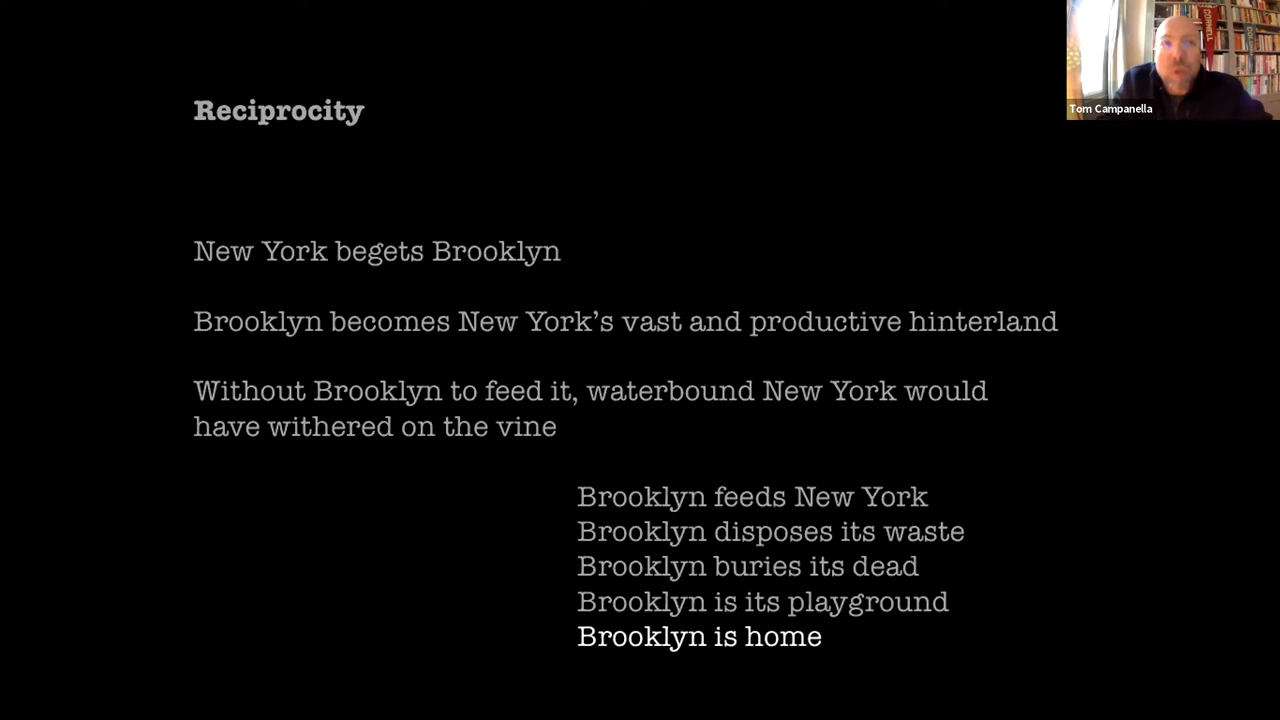 Reciprocity
Tom Campanella
CORNELL
New York begets Brooklyn
Brooklyn becomes New York’s vast and productive hinterland
Without Brooklyn to feed it, waterbound New York would
have withered on the vine
Brooklyn feeds New York
Brooklyn disposes its waste
Brooklyn buries its dead
Brooklyn is its playground
Brooklyn is home